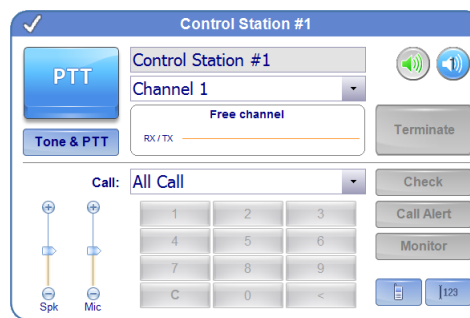 Control Station #1
PTT
Control Station #1
Channel 1
Free channel
RX / TX
Terminate
Tone & PTT
Call: All Call
Check
1 2 3
Call Alert
4 5 6
Monitor
7 8 9
C 0 <
123
Spk Mic